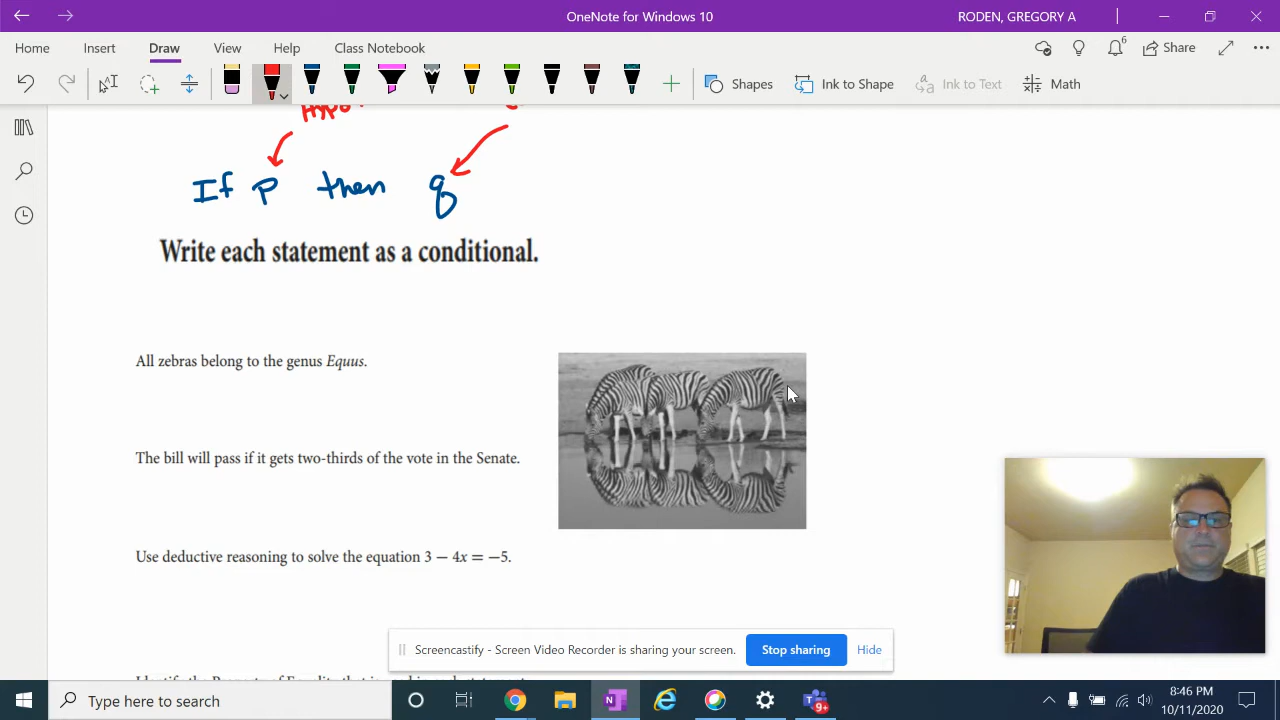 OneNote for Windows 10
RODEN, GREGORY A
Home Insert Draw View Help Class Notebook
6
Share
Shapes Ink to Shape Ink to Text Math
If p then q
Write each statement as a conditional.
All zebras belong to the genus Equus.
The bill will pass if it gets two-thirds of the vote in the Senate.
Use deductive reasoning to solve the equation 3 − 4x = −5.
Screencastify - Screen Video Recorder is sharing your screen. Stop sharing Hide
Type here to search
9+
8:46 PM
10/11/2020